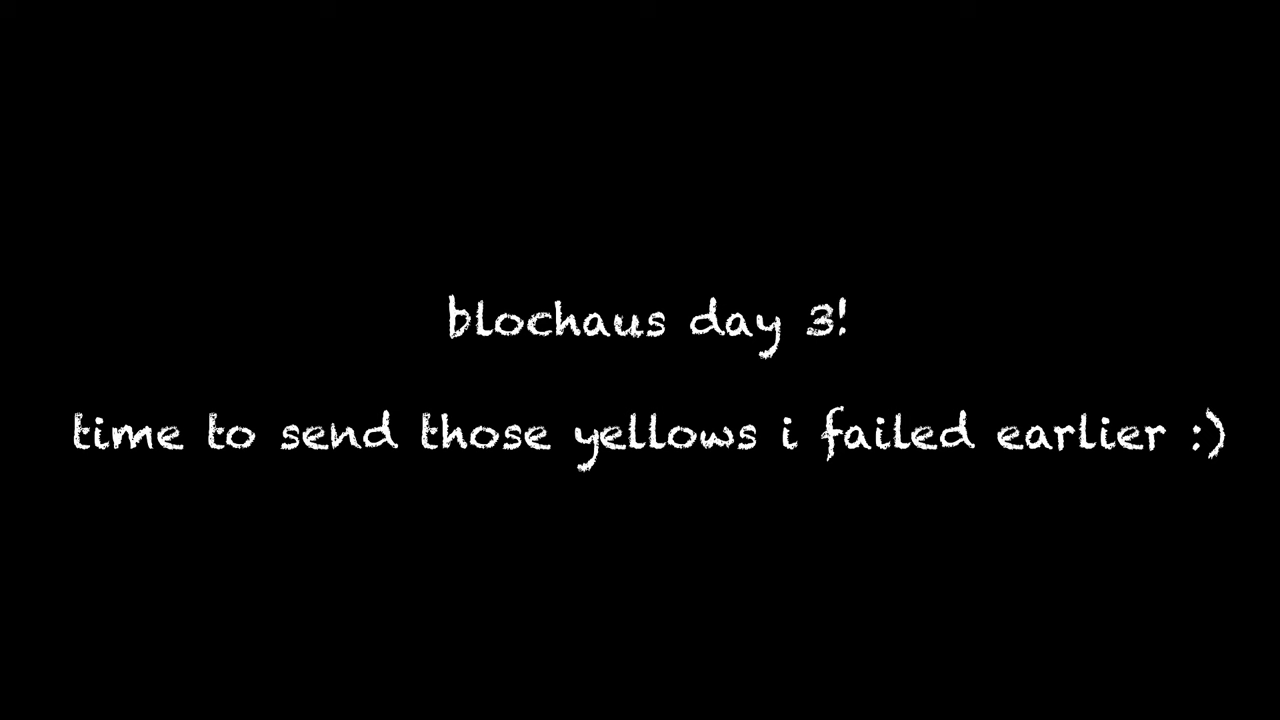 blochaus day 3!
time to send those yellows i failed earlier :)